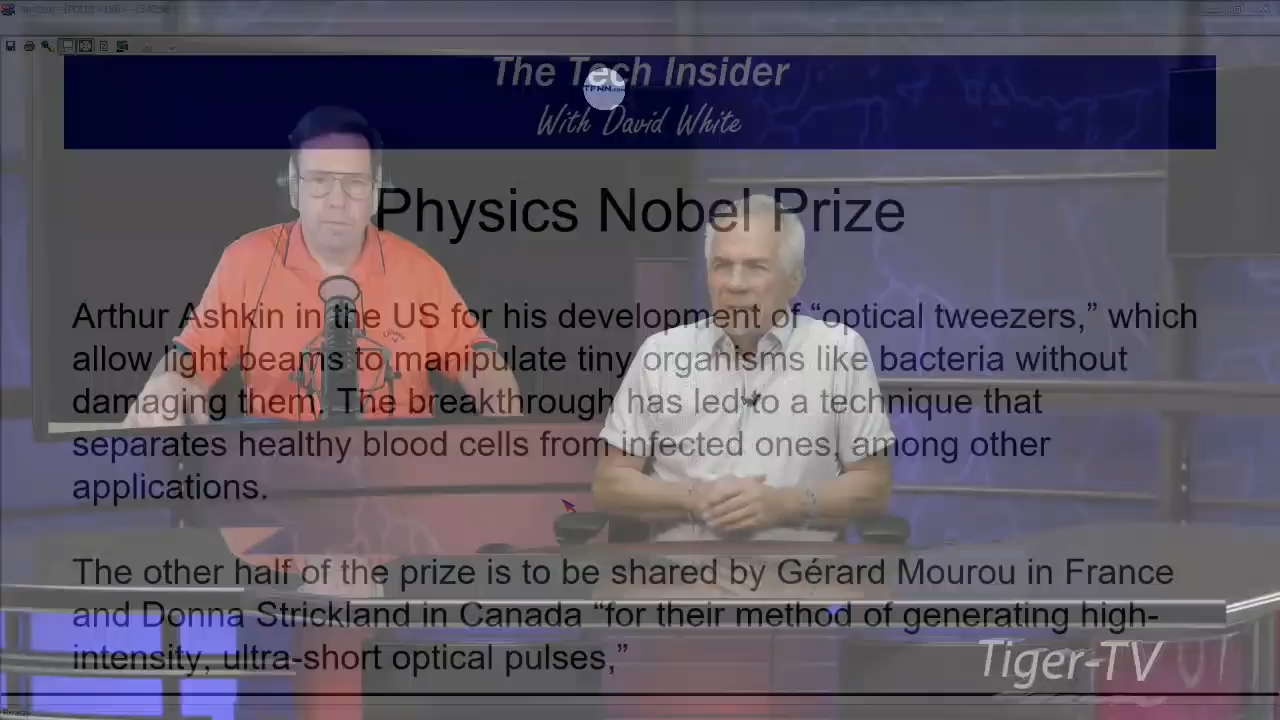 The Tech Insider
TFNN.com
With David White
Physics Nobel Prize
Arthur Ashkin in the US for his development of “optical tweezers,” which
allow light beams to manipulate tiny organisms like bacteria without
damaging them. The breakthrough has led to a technique that
separates healthy blood cells from infected ones, among other
applications.
The other half of the prize is to be shared by Gérard Mourou in France
and Donna Strickland in Canada “for their method of generating high-
intensity, ultra-short optical pulses,”
Tiger-TV